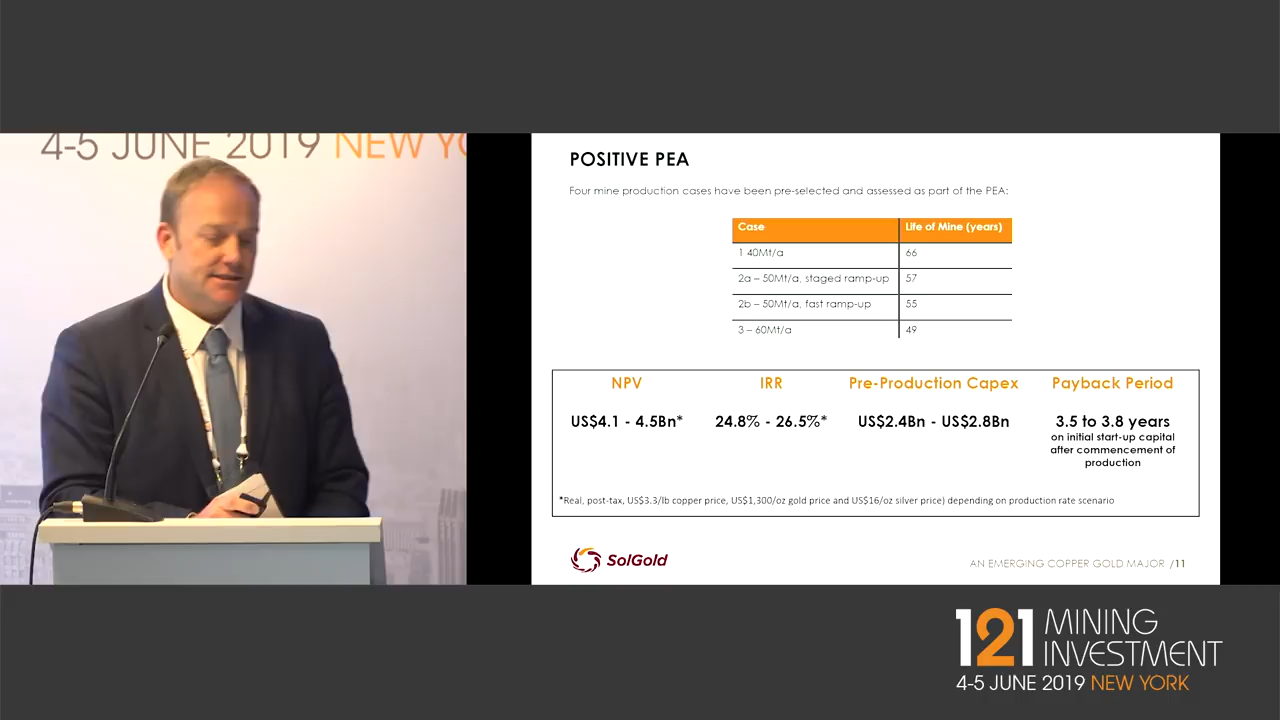 4-5 JUNE 2019 NEW YO
POSITIVE PEA
Four mine production cases have been pre-selected and assessed as part of the PEA:
Case Life of Mine (years)
1 40Mt/a 66
2a – 50Mt/a, staged ramp-up 57
2b – 50Mt/a, fast ramp-up 55
3 – 60Mt/a 49
NPV IRR Pre-Production Capex Payback Period
US$4.1 - 4.5Bn* 24.8% - 26.5%* US$2.4Bn - US$2.8Bn 3.5 to 3.8 years
on initial start-up capital
after commencement of
production
*Real, post-tax, US$3.3/lb copper price, US$1,300/oz gold price and US$16/oz silver price) depending on production rate scenario
SolGold
AN EMERGING COPPER GOLD MAJOR /11
121 MINING
INVESTMENT
4-5 JUNE 2019 NEW YORK